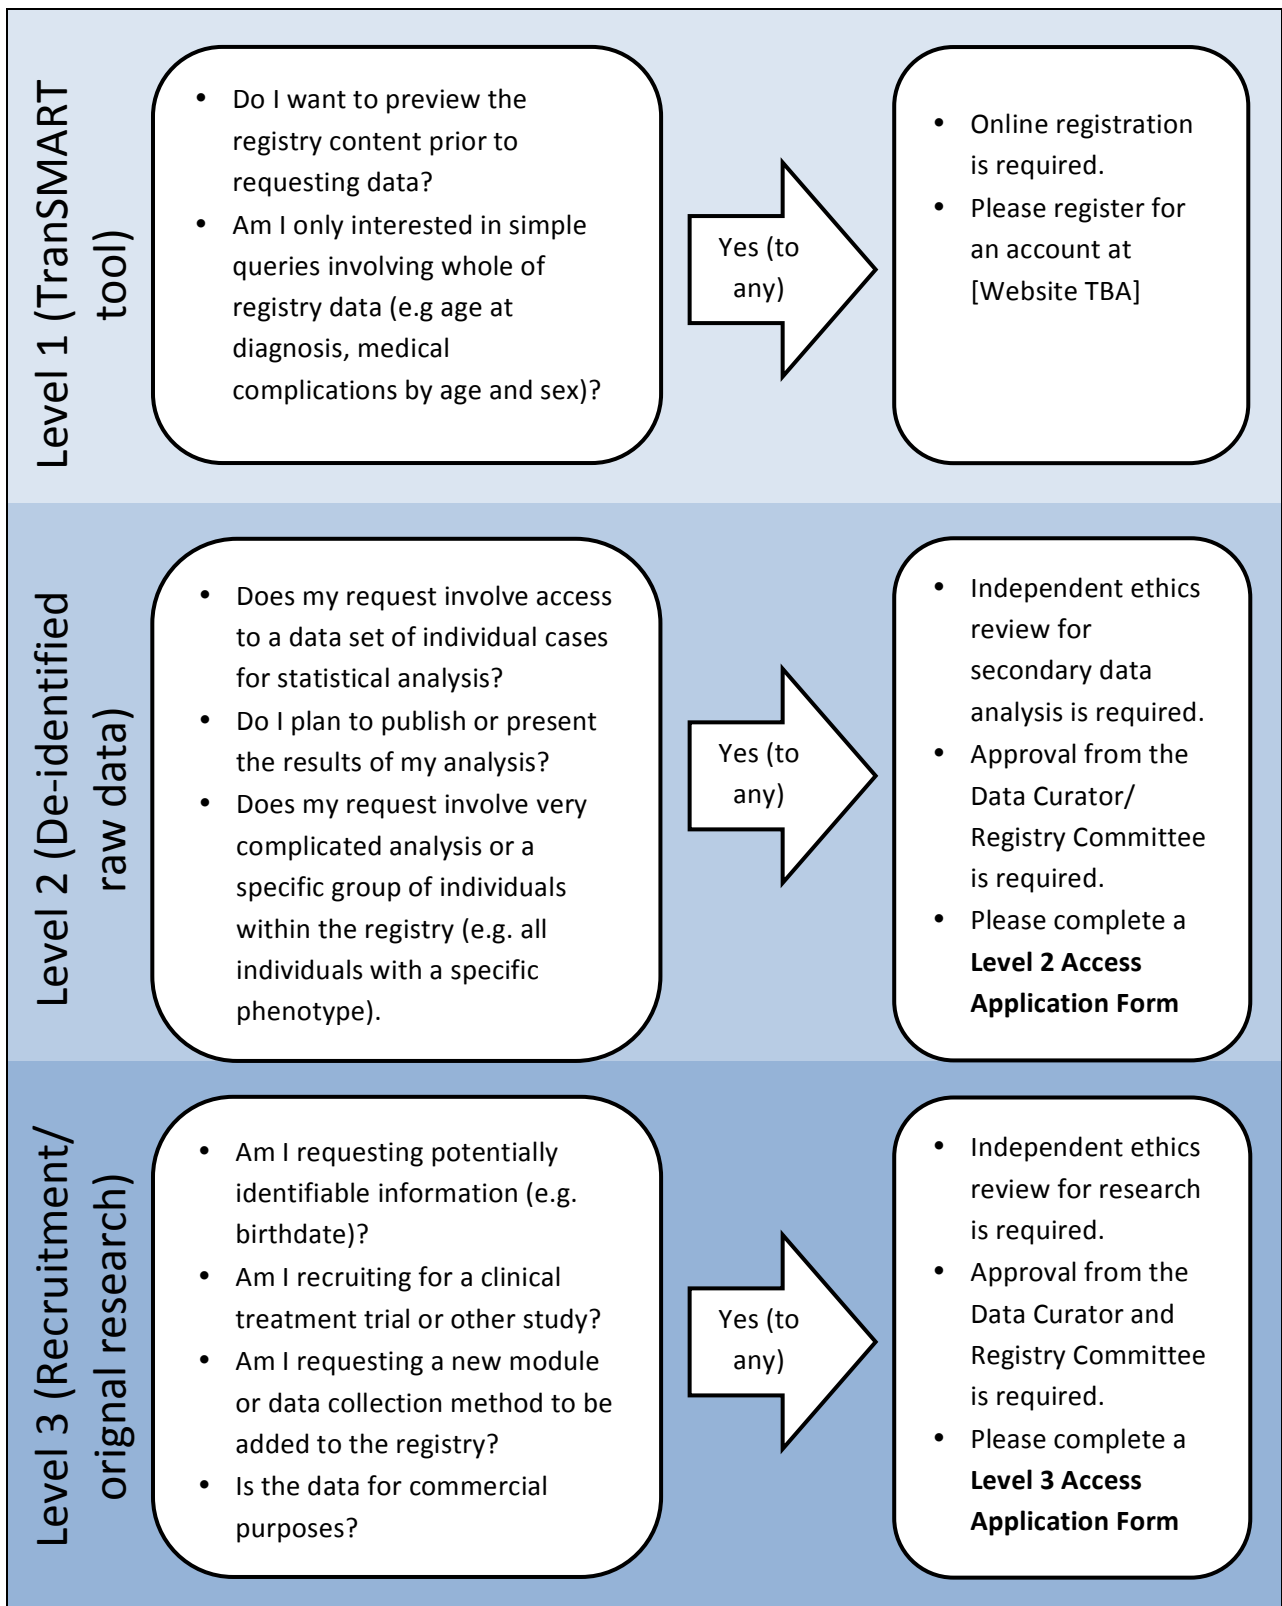 Level 1 (TranSMART
tool)
• Do I want to preview the
registry content prior to
requesting data?
• Am I only interested in simple
queries involving whole of
registry data (e.g age at
diagnosis, medical
complications by age and sex)?
Yes (to
any)
• Online registration
is required.
• Please register for
an account at
[Website TBA]
Level 2 (De-identified
raw data)
• Does my request involve access
to a data set of individual cases
for statistical analysis?
• Do I plan to publish or present
the results of my analysis?
• Does my request involve very
complicated analysis or a
specific group of individuals
within the registry (e.g. all
individuals with a specific
phenotype).
Yes (to
any)
• Independent ethics
review for
secondary data
analysis is required.
• Approval from the
Data Curator/
Registry Committee
is required.
• Please complete a
Level 2 Access
Application Form
Level 3 (Recruitment/
orignal research)
• Am I requesting potentially
identifiable information (e.g.
birthdate)?
• Am I recruiting for a clinical
treatment trial or other study?
• Am I requesting a new module
or data collection method to be
added to the registry?
• Is the data for commercial
purposes?
Yes (to
any)
• Independent ethics
review for research
is required.
• Approval from the
Data Curator and
Registry Committee
is required.
• Please complete a
Level 3 Access
Application Form